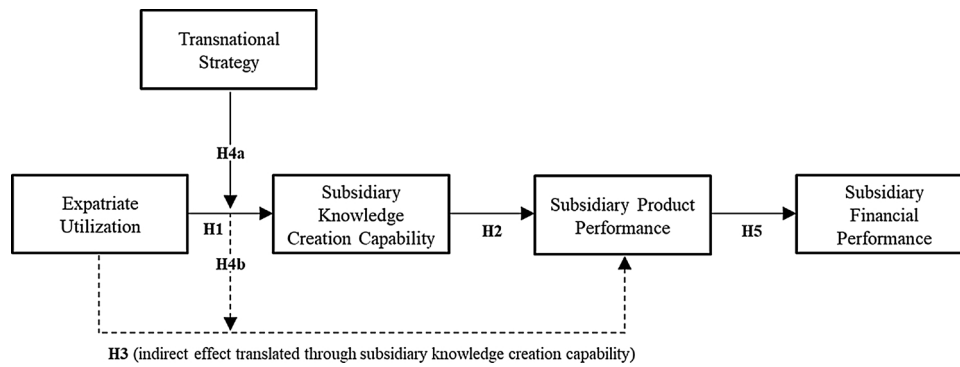 Transnational
Strategy
H4a
Expatriate
Utilization
H1
Subsidiary
Knowledge
Creation Capability
H2
Subsidiary Product
Performance
H5
Subsidiary
Financial
Performance
H4b
H3 (indirect effect translated through subsidiary knowledge creation capability)